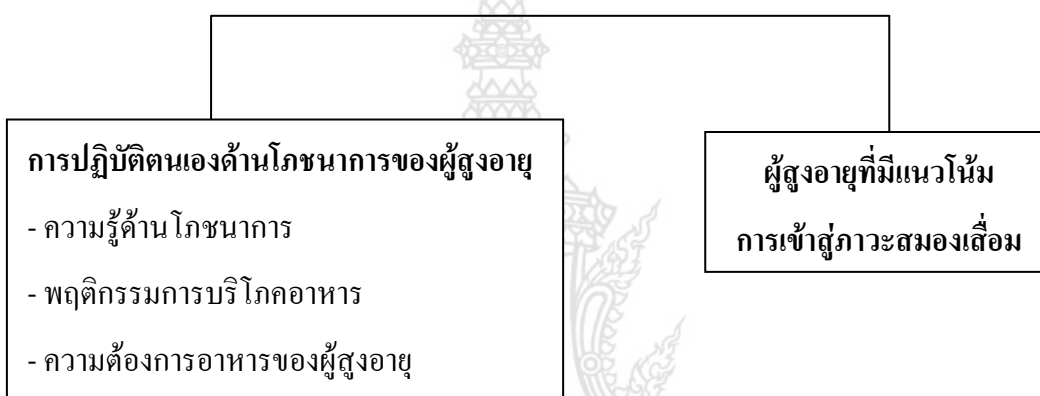 การปฏิบัติตนเองด้านโภชนาการของผู้สูงอายุ
- ความรู้ด้านโภชนาการ
- พฤติกรรมการบริโภคอาหาร
- ความต้องการอาหารของผู้สูงอายุ
ผู้สูงอายุที่มีแนวโน้ม
การเข้าสู่ภาวะสมองเสื่อม